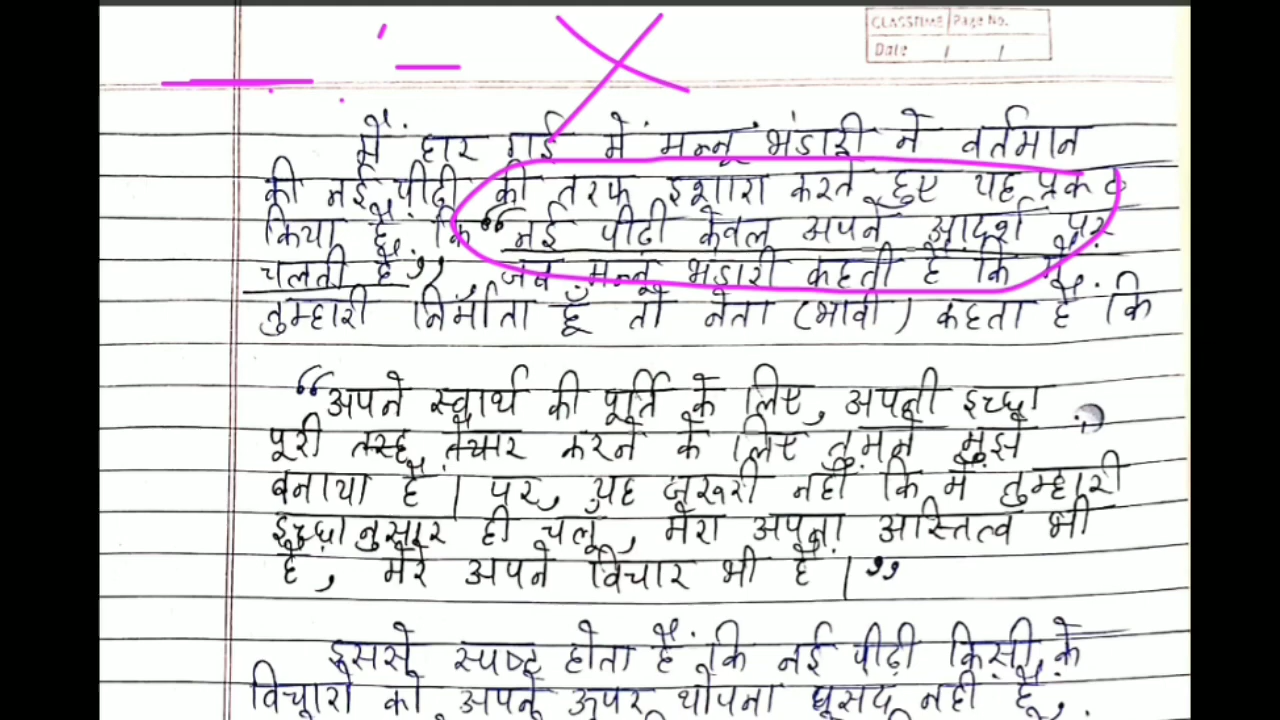 CLASSTIME Page No.
Date / /
मैं हार गई में मन्नू भंडारी ने वर्तमान
की नई पीढ़ी की तरफ इशारा करते हुए यह प्रकट
किया है कि “नई पीढ़ी केवल अपने आदर्श पर
चलती है” जब मन्नू भंडारी कहती है कि मैं
तुम्हारी निर्माता हूँ तो नेता (भावी) कहता है कि
“अपने स्वार्थ की पूर्ति के लिए, अपनी इच्छा
पूरी तरह तैयार करने के लिए तुमने मुझे
बनाया है। पर, यह जरूरी नहीं कि मैं तुम्हारी
इच्छानुसार ही चलू, मेरा अपना अस्तित्व भी
है, मेरे अपने विचार भी है।”
इससे स्पष्ट होता है कि नई पीढ़ी किसी के
विचारो को अपने ऊपर थोपना पसंद नही